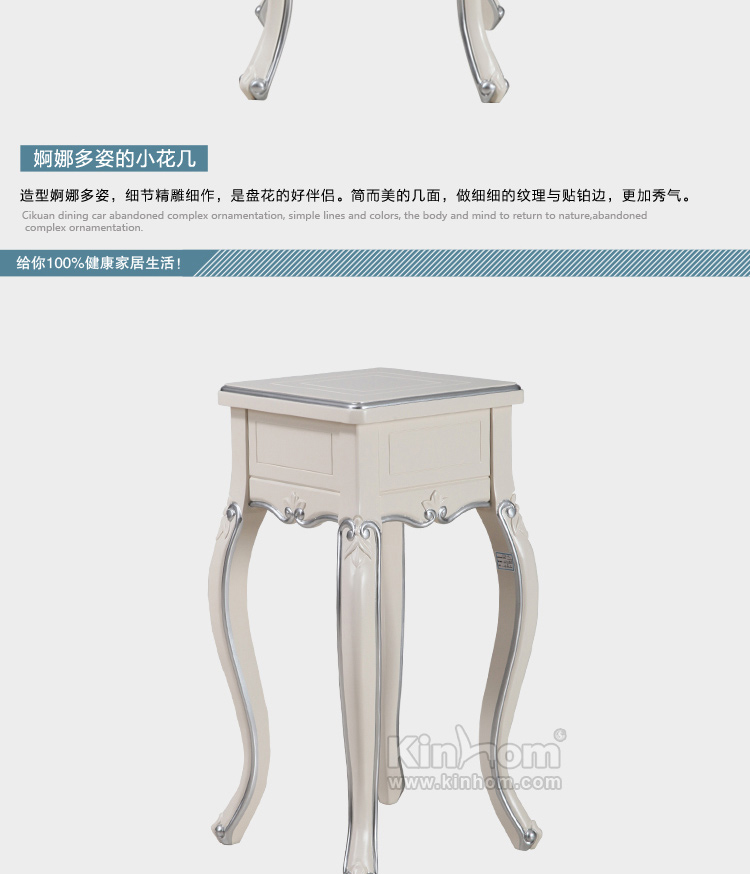 婀娜多姿的小花几
造型婀娜多姿，细节精雕细作，是盘花的好伴侣。简而美的几面，做细细的纹理与贴铂边，更加秀气。
Cikuan dining car abandoned complex ornamentation, simple lines and colors, the body and mind to return to nature,abandoned
complex ornamentation.
给你100%健康家居生活！
Kinhom
www.kinhom.com